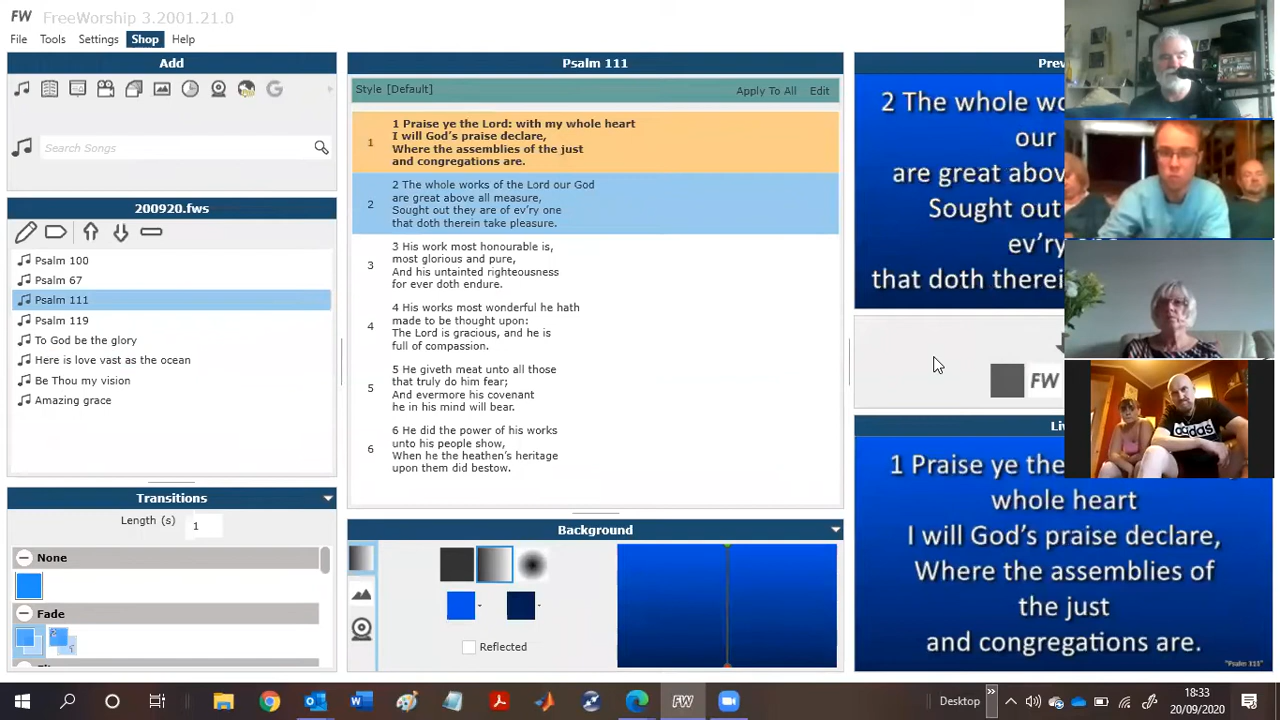 FW FreeWorship 3.2001.21.0
File Tools Settings Shop Help
Add
G
Search Songs
200920.fws
Psalm 100
Psalm 67
Psalm 111
Psalm 119
To God be the glory
Here is love vast as the ocean
Be Thou my vision
Amazing grace
Transitions
Length (s) 1
None
Fade
Psalm 111
Style [Default] Apply To All Edit
1
1 Praise ye the Lord: with my whole heart
I will God's praise declare,
Where the assemblies of the just
and congregations are.
2
2 The whole works of the Lord our God
are great above all measure,
Sought out they are of ev'ry one
that doth therein take pleasure.
3
3 His work most honourable is,
most glorious and pure,
And his untainted righteousness
for ever doth endure.
4
4 His works most wonderful he hath
made to be thought upon:
The Lord is gracious, and he is
full of compassion.
5
5 He giveth meat unto all those
that truly do him fear;
And evermore his covenant
he in his mind will bear.
6
6 He did the power of his works
unto his people show,
When he the heathen's heritage
upon them did bestow.
Background
Reflected
Prev
2 The whole wo
our
are great abov
Sought out
ev'ry one
that doth therei
FW
Liv
1 Praise ye the
whole heart
I will God's praise declare,
Where the assemblies of
the just
and congregations are.
"Psalm 111"
adidas
FW
Desktop
18:33
20/09/2020